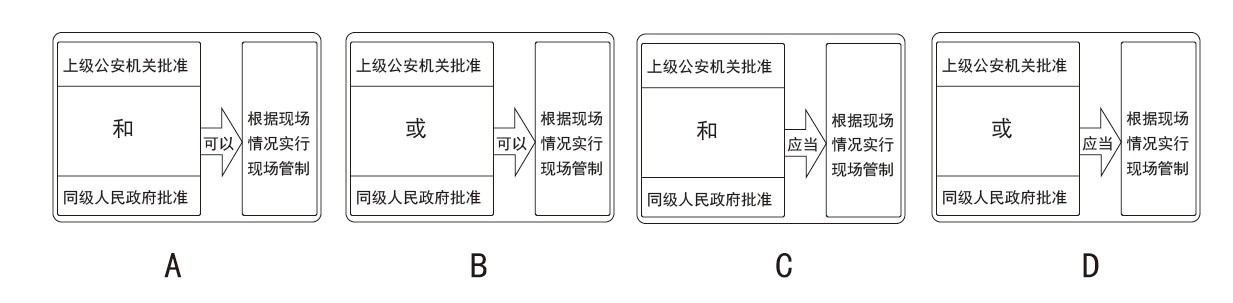 上级公安机关批准
和
同级人民政府批准
可以
根据现场
情况实行
现场管制
A
上级公安机关批准
或
同级人民政府批准
可以
根据现场
情况实行
现场管制
B
上级公安机关批准
和
同级人民政府批准
应当
根据现场
情况实行
现场管制
C
上级公安机关批准
或
同级人民政府批准
应当
根据现场
情况实行
现场管制
D